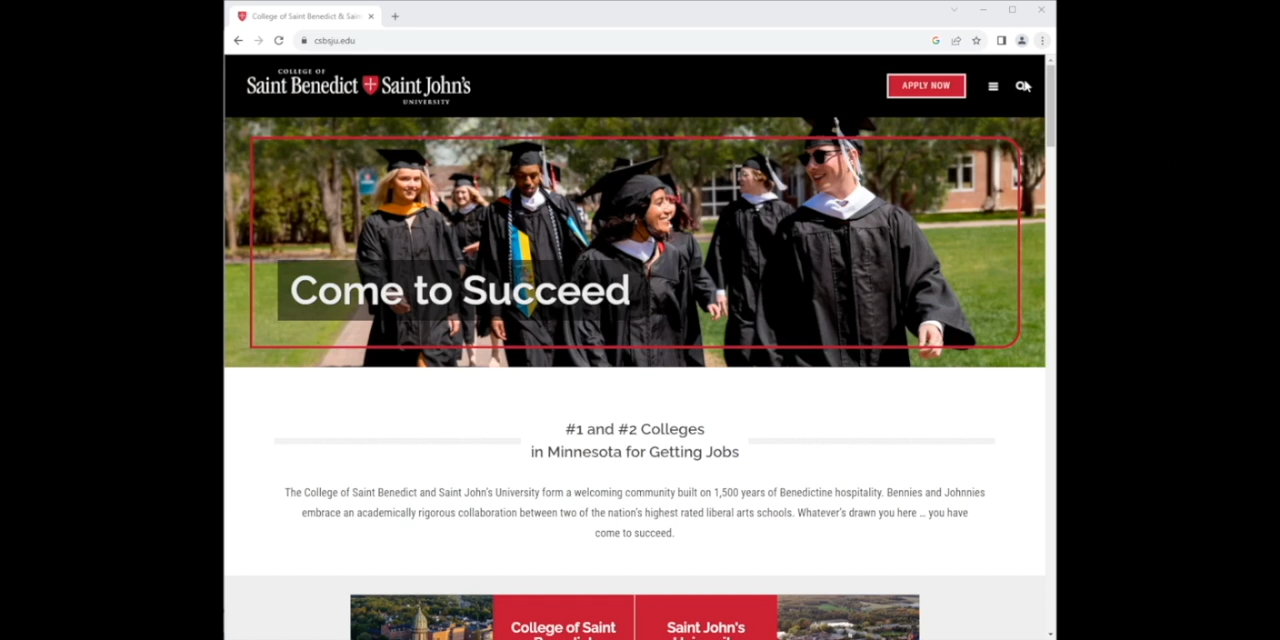 College of Saint Benedict & Sain
csbsju.edu
COLLEGE OF
Saint Benedict Saint John's
UNIVERSITY
APPLY NOW
Come to Succeed
#1 and #2 Colleges
in Minnesota for Getting Jobs
The College of Saint Benedict and Saint John's University form a welcoming community built on 1,500 years of Benedictine hospitality. Bennies and Johnnies
embrace an academically rigorous collaboration between two of the nation's highest rated liberal arts schools. Whatever's drawn you here … you have
come to succeed.
College of Saint
Benedict
Saint John's
University